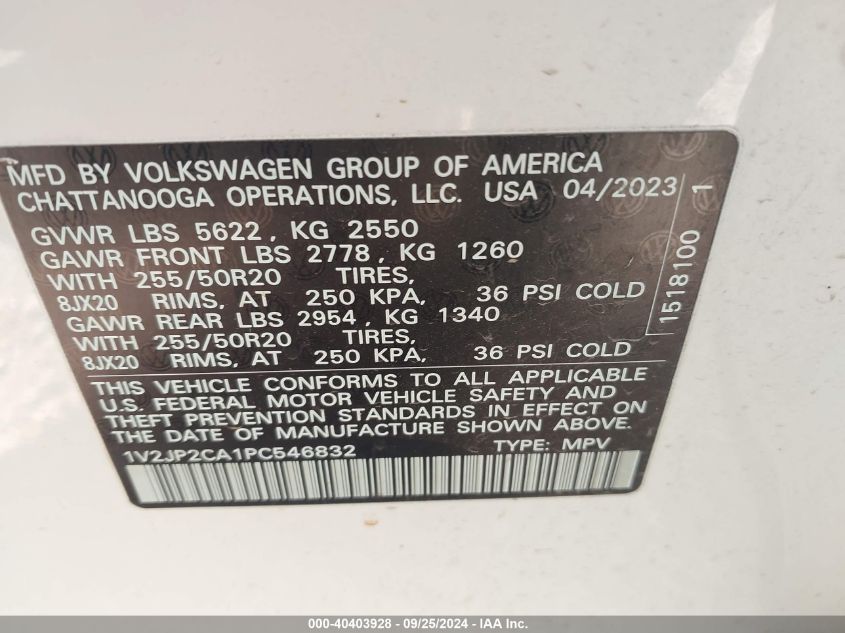 MFD BY VOLKSWAGEN GROUP OF AMERICA
CHATTANOOGA OPERATIONS, LLC. USA 04/2023
GVWR LBS 5622, KG 2550
GAWR FRONT LBS 2778, KG 1260
WITH 255/50R20 TIRES,
8JX20 RIMS, AT 250 KPA, 36 PSI COLD
GAWR REAR LBS 2954, KG 1340
WITH 255/50R20 TIRES,
8JX20 RIMS, AT 250 KPA, 36 PSI COLD
THIS VEHICLE CONFORMS TO ALL APPLICABLE
U.S. FEDERAL MOTOR VEHICLE SAFETY AND
THEFT PREVENTION STANDARDS IN EFFECT ON
THE DATE OF MANUFACTURE SHOWN ABOVE.
1V2JP2CA1PC546832 TYPE: MPV
1518100 1
000-40403928 - 09/25/2024 - IAA Inc.